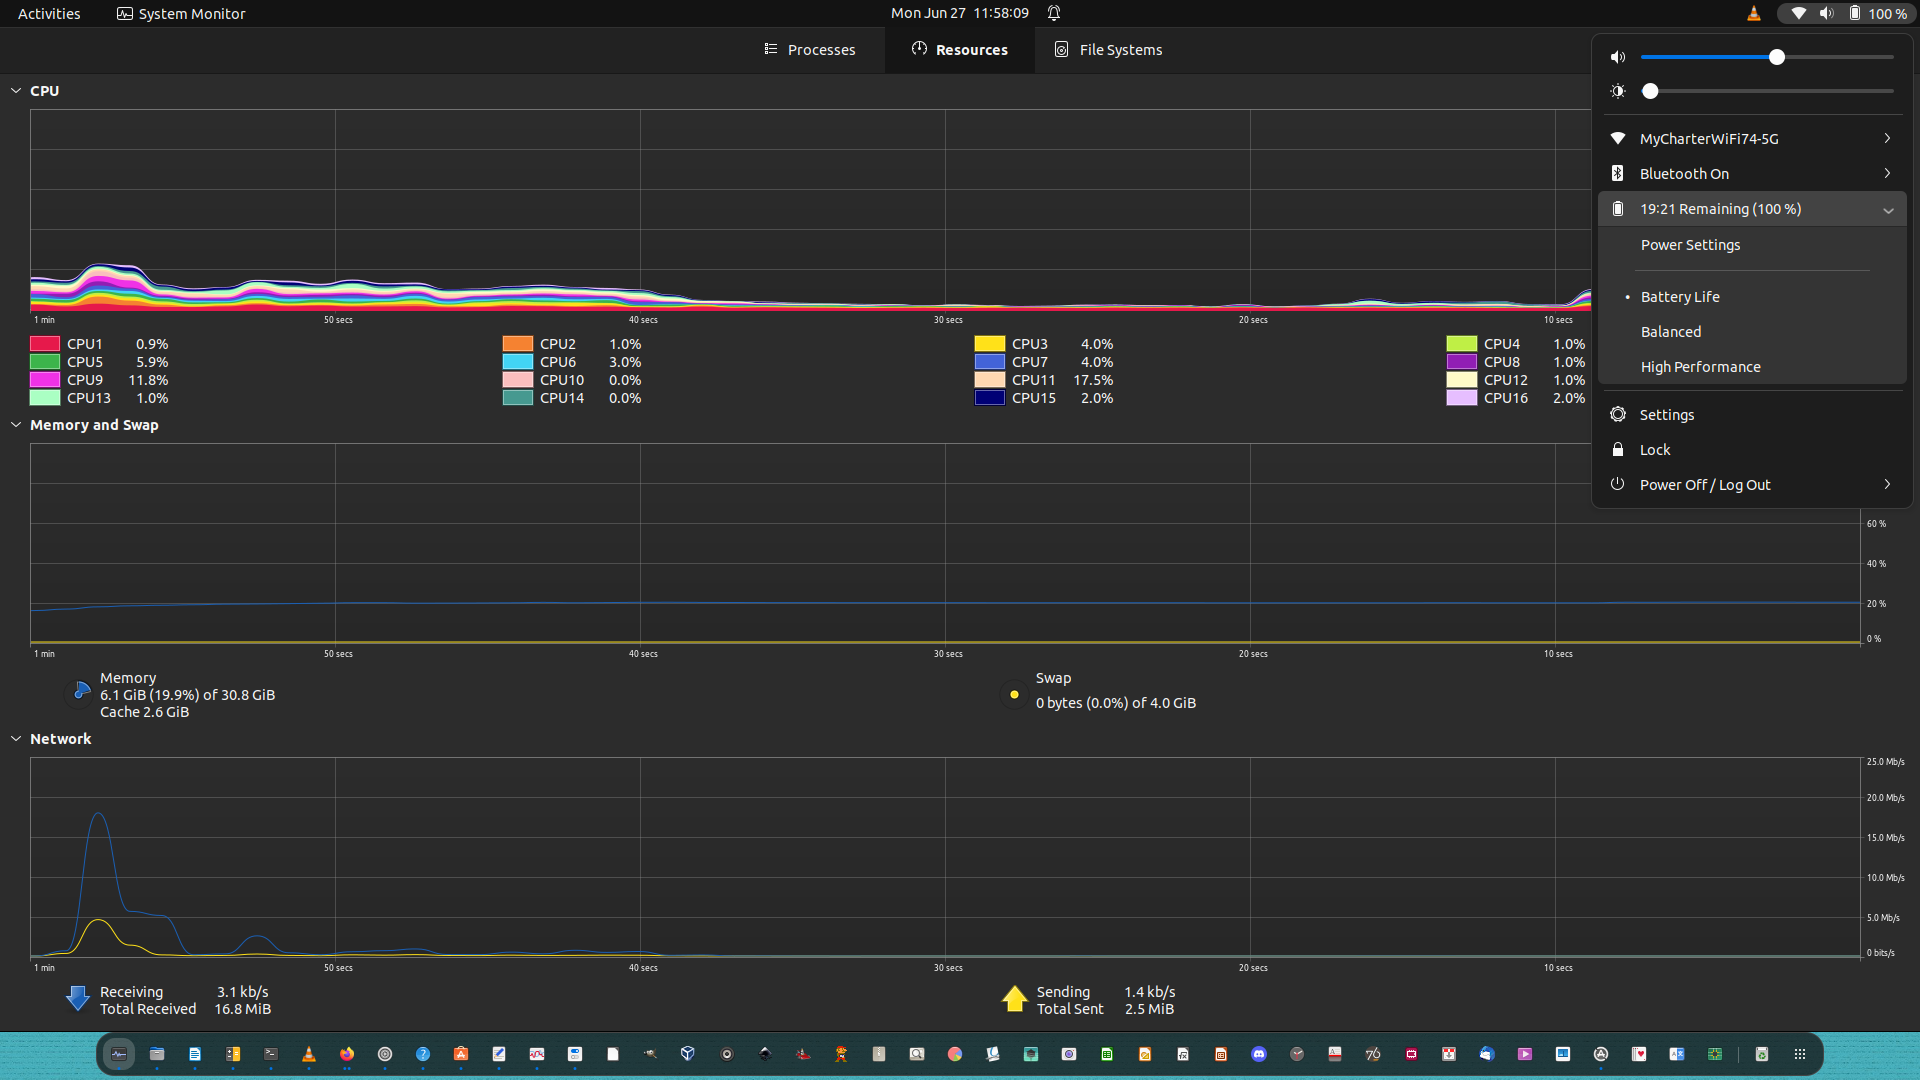 Activities
System Monitor
Mon Jun 27 11:58:09
100 %
Processes
Resources
File Systems
CPU
1 min
50 secs
40 secs
30 secs
20 secs
10 secs
CPU1 0.9%
CPU2 1.0%
CPU3 4.0%
CPU4 1.0%
CPU5 5.9%
CPU6 3.0%
CPU7 4.0%
CPU8 1.0%
CPU9 11.8%
CPU10 0.0%
CPU11 17.5%
CPU12 1.0%
CPU13 1.0%
CPU14 0.0%
CPU15 2.0%
CPU16 2.0%
MyCharterWiFi74-5G
Bluetooth On
19:21 Remaining (100 %)
Power Settings
Battery Life
Balanced
High Performance
Settings
Lock
Power Off / Log Out
Memory and Swap
60 %
40 %
20 %
0 %
1 min
50 secs
40 secs
30 secs
20 secs
10 secs
Memory
6.1 GiB (19.9%) of 30.8 GiB
Cache 2.6 GiB
Swap
0 bytes (0.0%) of 4.0 GiB
Network
25.0 Mb/s
20.0 Mb/s
15.0 Mb/s
10.0 Mb/s
5.0 Mb/s
0 bits/s
1 min
50 secs
40 secs
30 secs
20 secs
10 secs
Receiving 3.1 kb/s
Total Received 16.8 MiB
Sending 1.4 kb/s
Total Sent 2.5 MiB